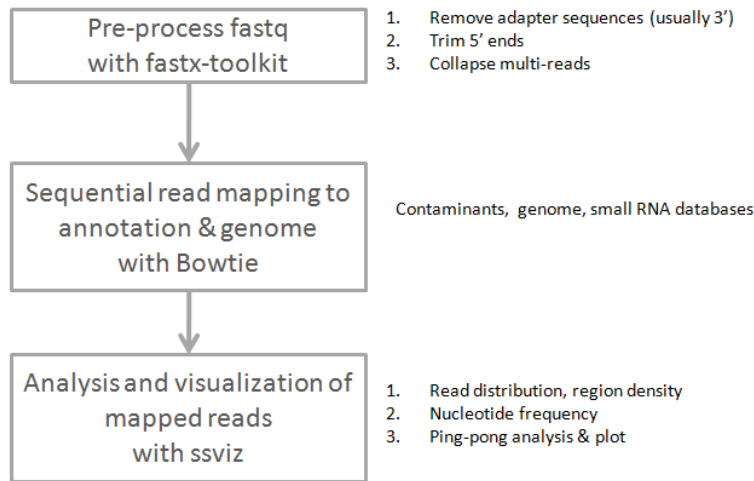 Pre-process fastq
with fastx-toolkit
1. Remove adapter sequences (usually 3’)
2. Trim 5’ ends
3. Collapse multi-reads
Sequential read mapping to
annotation & genome
with Bowtie
Contaminants, genome, small RNA databases
Analysis and visualization of
mapped reads
with ssviz
1. Read distribution, region density
2. Nucleotide frequency
3. Ping-pong analysis & plot